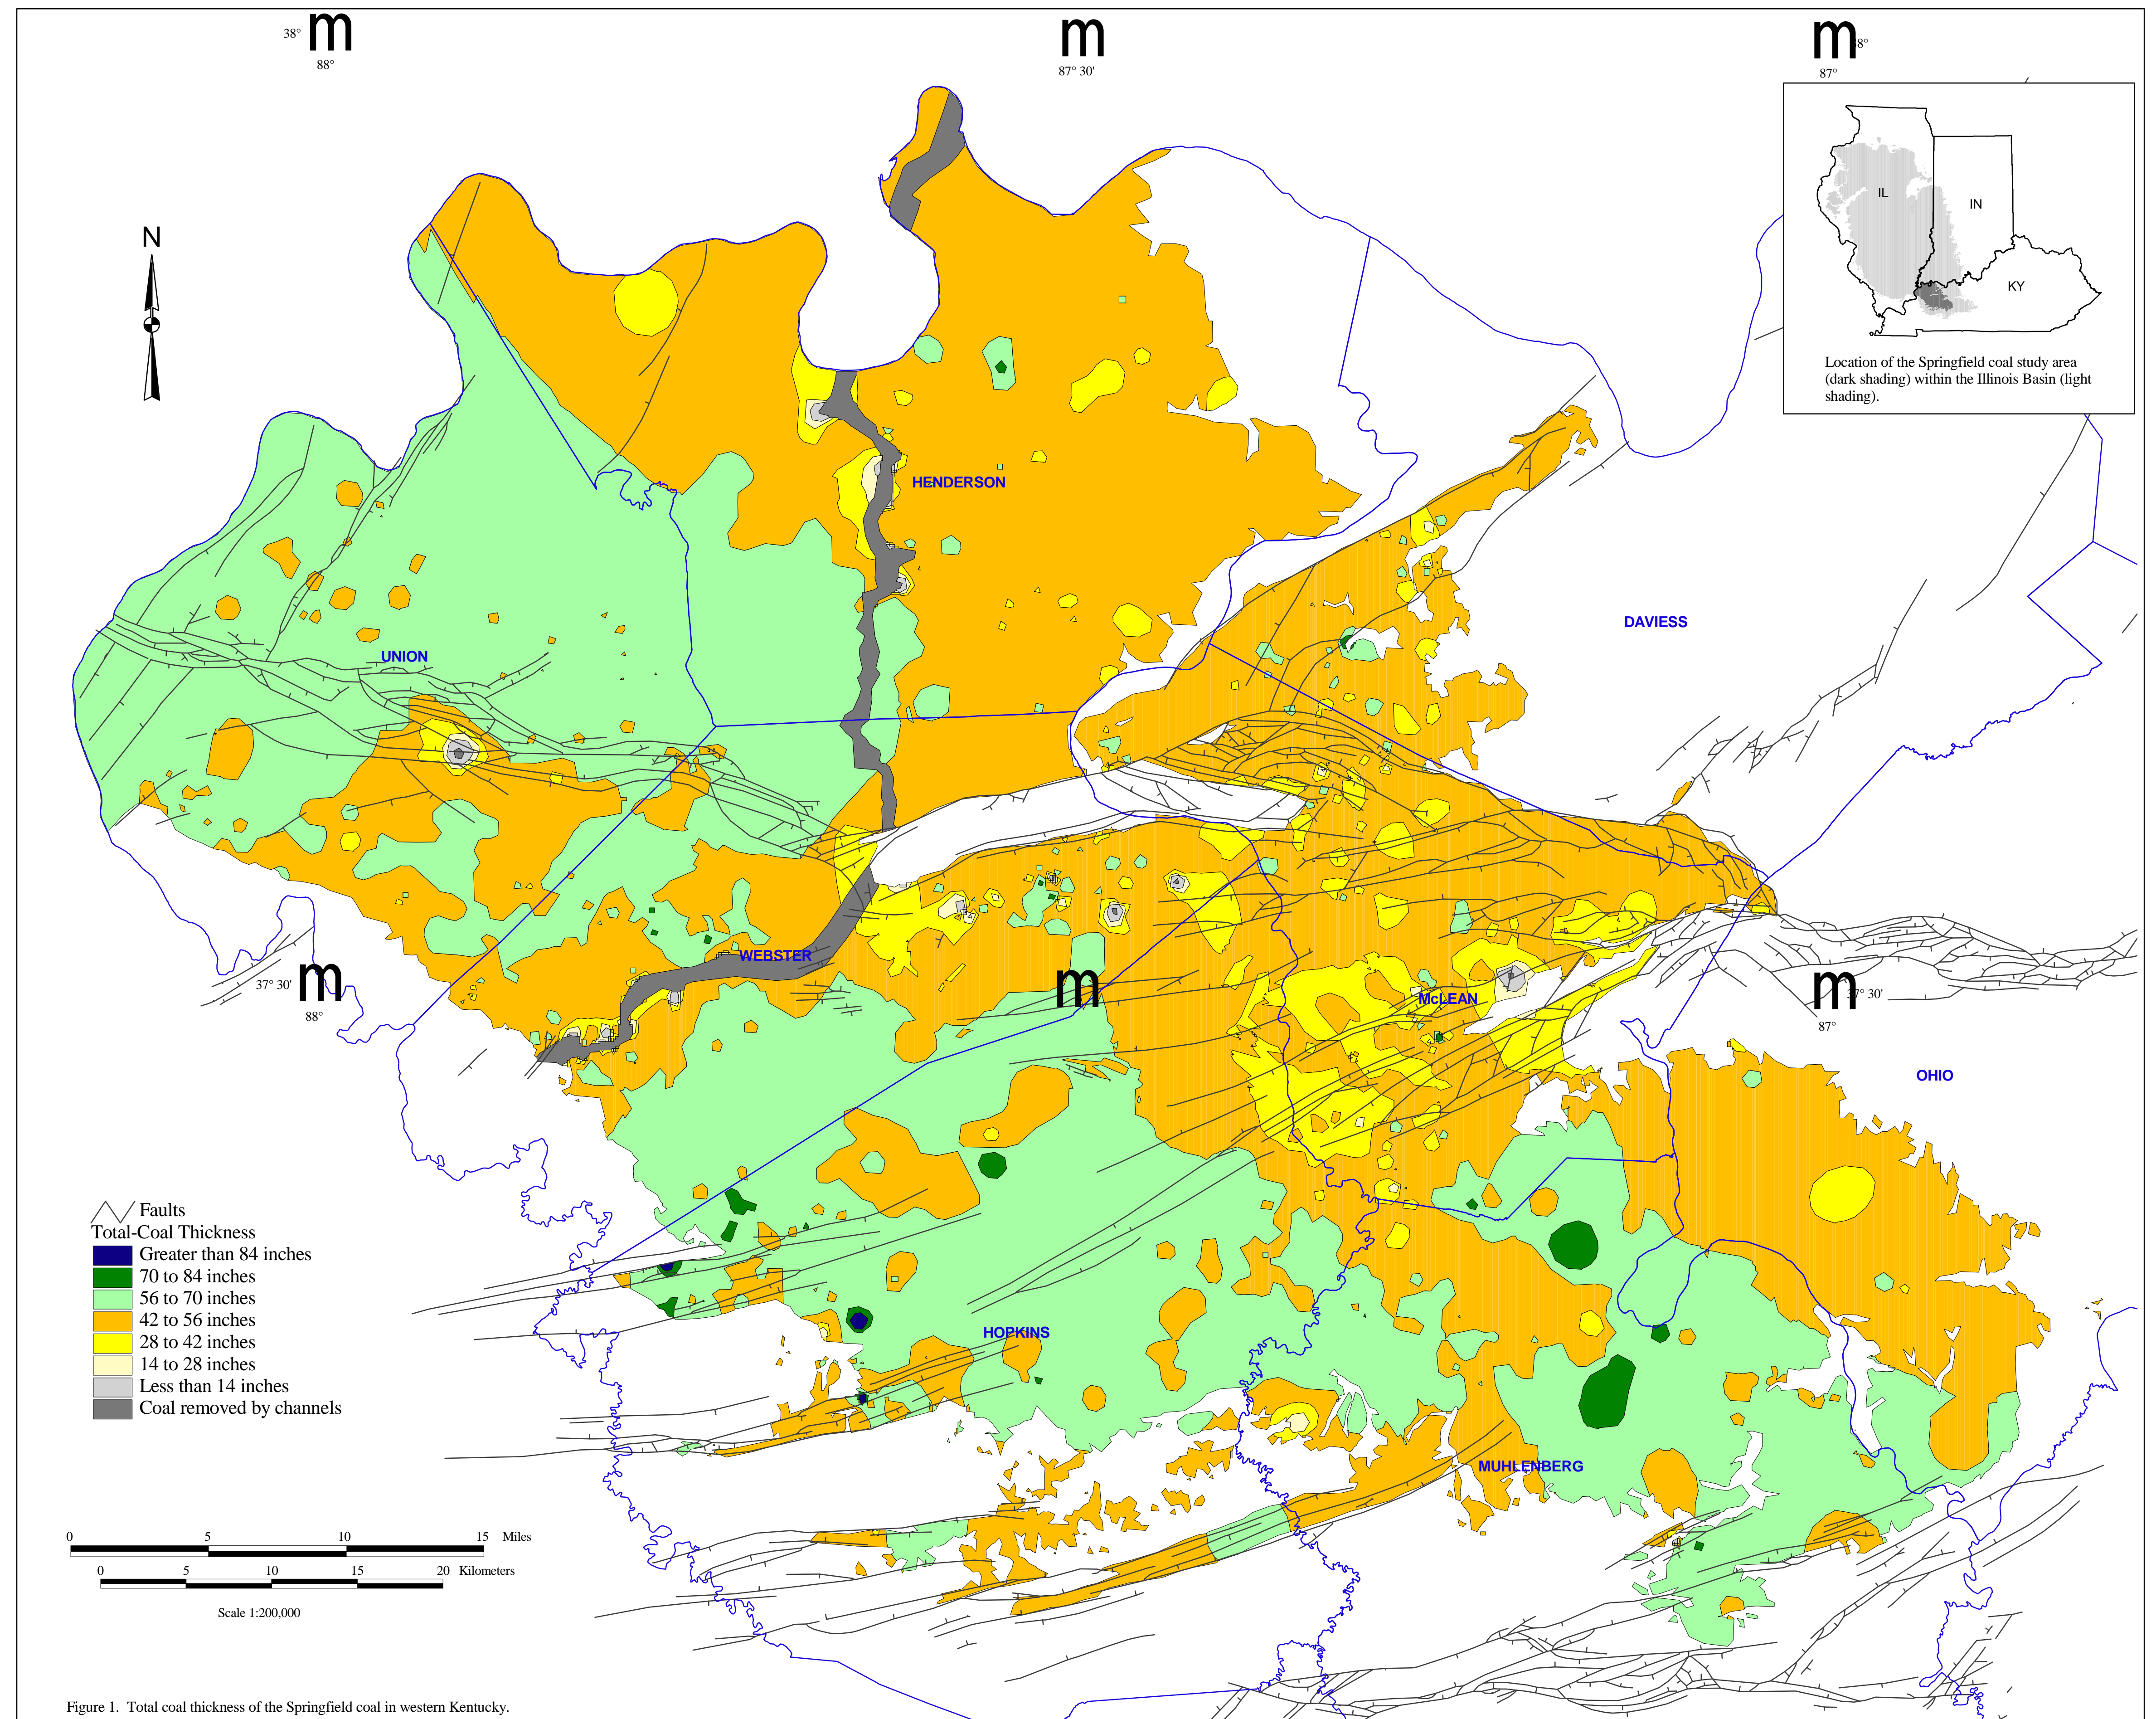 38° m m m 38°
88° 87° 30' 87°
N
IL
IN
KY
Location of the Springfield coal study area
(dark shading) within the Illinois Basin (light
shading).
HENDERSON
DAVIESS
UNION
WEBSTER
37° 30' m m m 37° 30'
88° 87°
McLEAN
OHIO
HOPKINS
MUHLENBERG
Faults
Total-Coal Thickness
Greater than 84 inches
70 to 84 inches
56 to 70 inches
42 to 56 inches
28 to 42 inches
14 to 28 inches
Less than 14 inches
Coal removed by channels
0 5 10 15 Miles
0 5 10 15 20 Kilometers
Scale 1:200,000
Figure 1. Total coal thickness of the Springfield coal in western Kentucky.